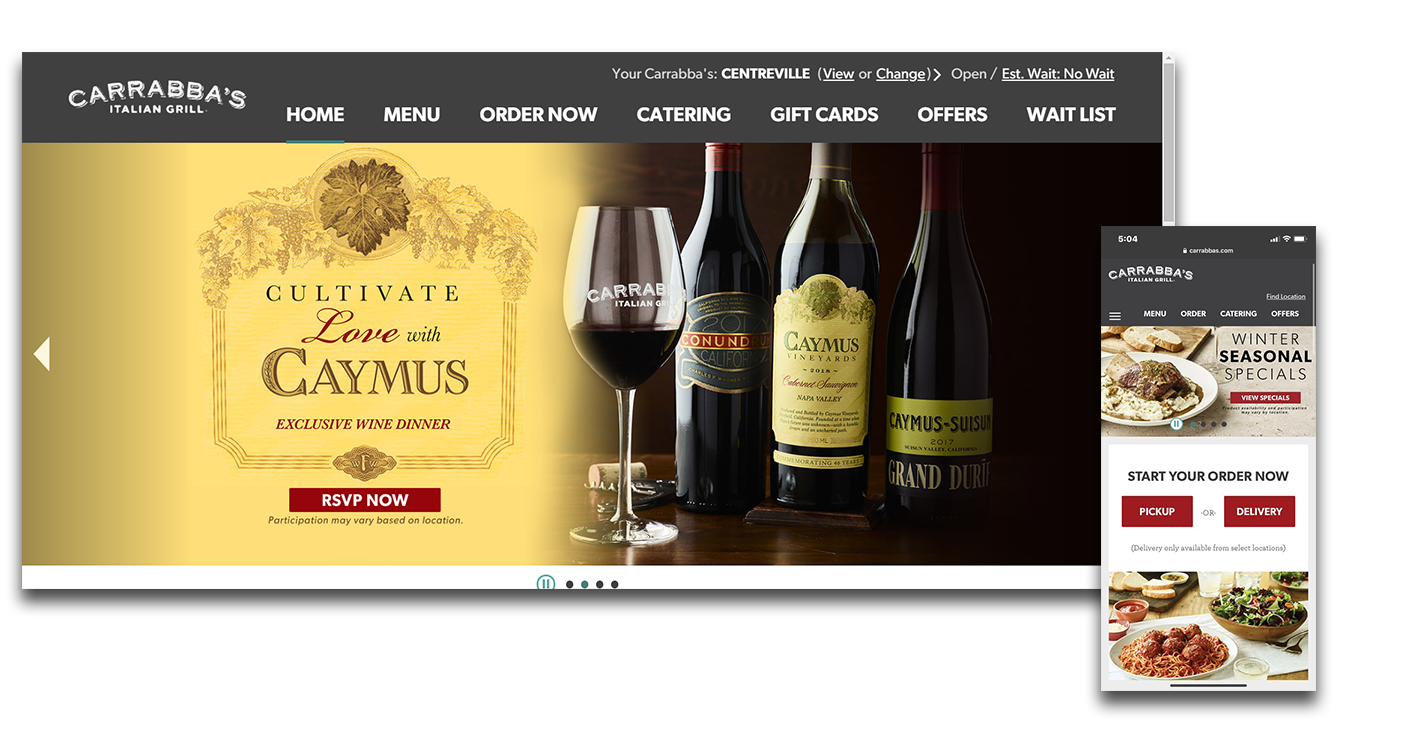 CARRABBA'S
ITALIAN GRILL
Your Carrabba's: CENTREVILLE (View or Change) Open / Est. Wait: No Wait
HOME MENU ORDER NOW CATERING GIFT CARDS OFFERS WAIT LIST
CULTIVATE
Love with
CAYMUS
EXCLUSIVE WINE DINNER
F
RSVP NOW
Participation may vary based on location.
CARRABB
ITALIAN GR
CONUNDRUM
CALIFOR
CAYMUS
VINEYARDS
~ 2018 ~
Cabernet Sauvignon
NAPA VALLEY
COMMEMORATING 46 YEARS
CAYMUS-SUISUN
2017
SUISUN VALLEY, CALIFORNIA
GRAND DURIF
5:04
carrabbas.com
CARRABBA'S
ITALIAN GRILL
Find Location
MENU ORDER CATERING OFFERS
WINTER
SEASONAL
SPECIALS
VIEW SPECIALS
Product availability and participation
may vary by location.
START YOUR ORDER NOW
PICKUP -OR- DELIVERY
(Delivery only available from select locations)